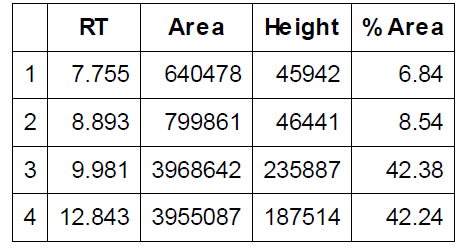 RT Area Height % Area
1 7.755 640478 45942 6.84
2 8.893 799861 46441 8.54
3 9.981 3968642 235887 42.38
4 12.843 3955087 187514 42.24